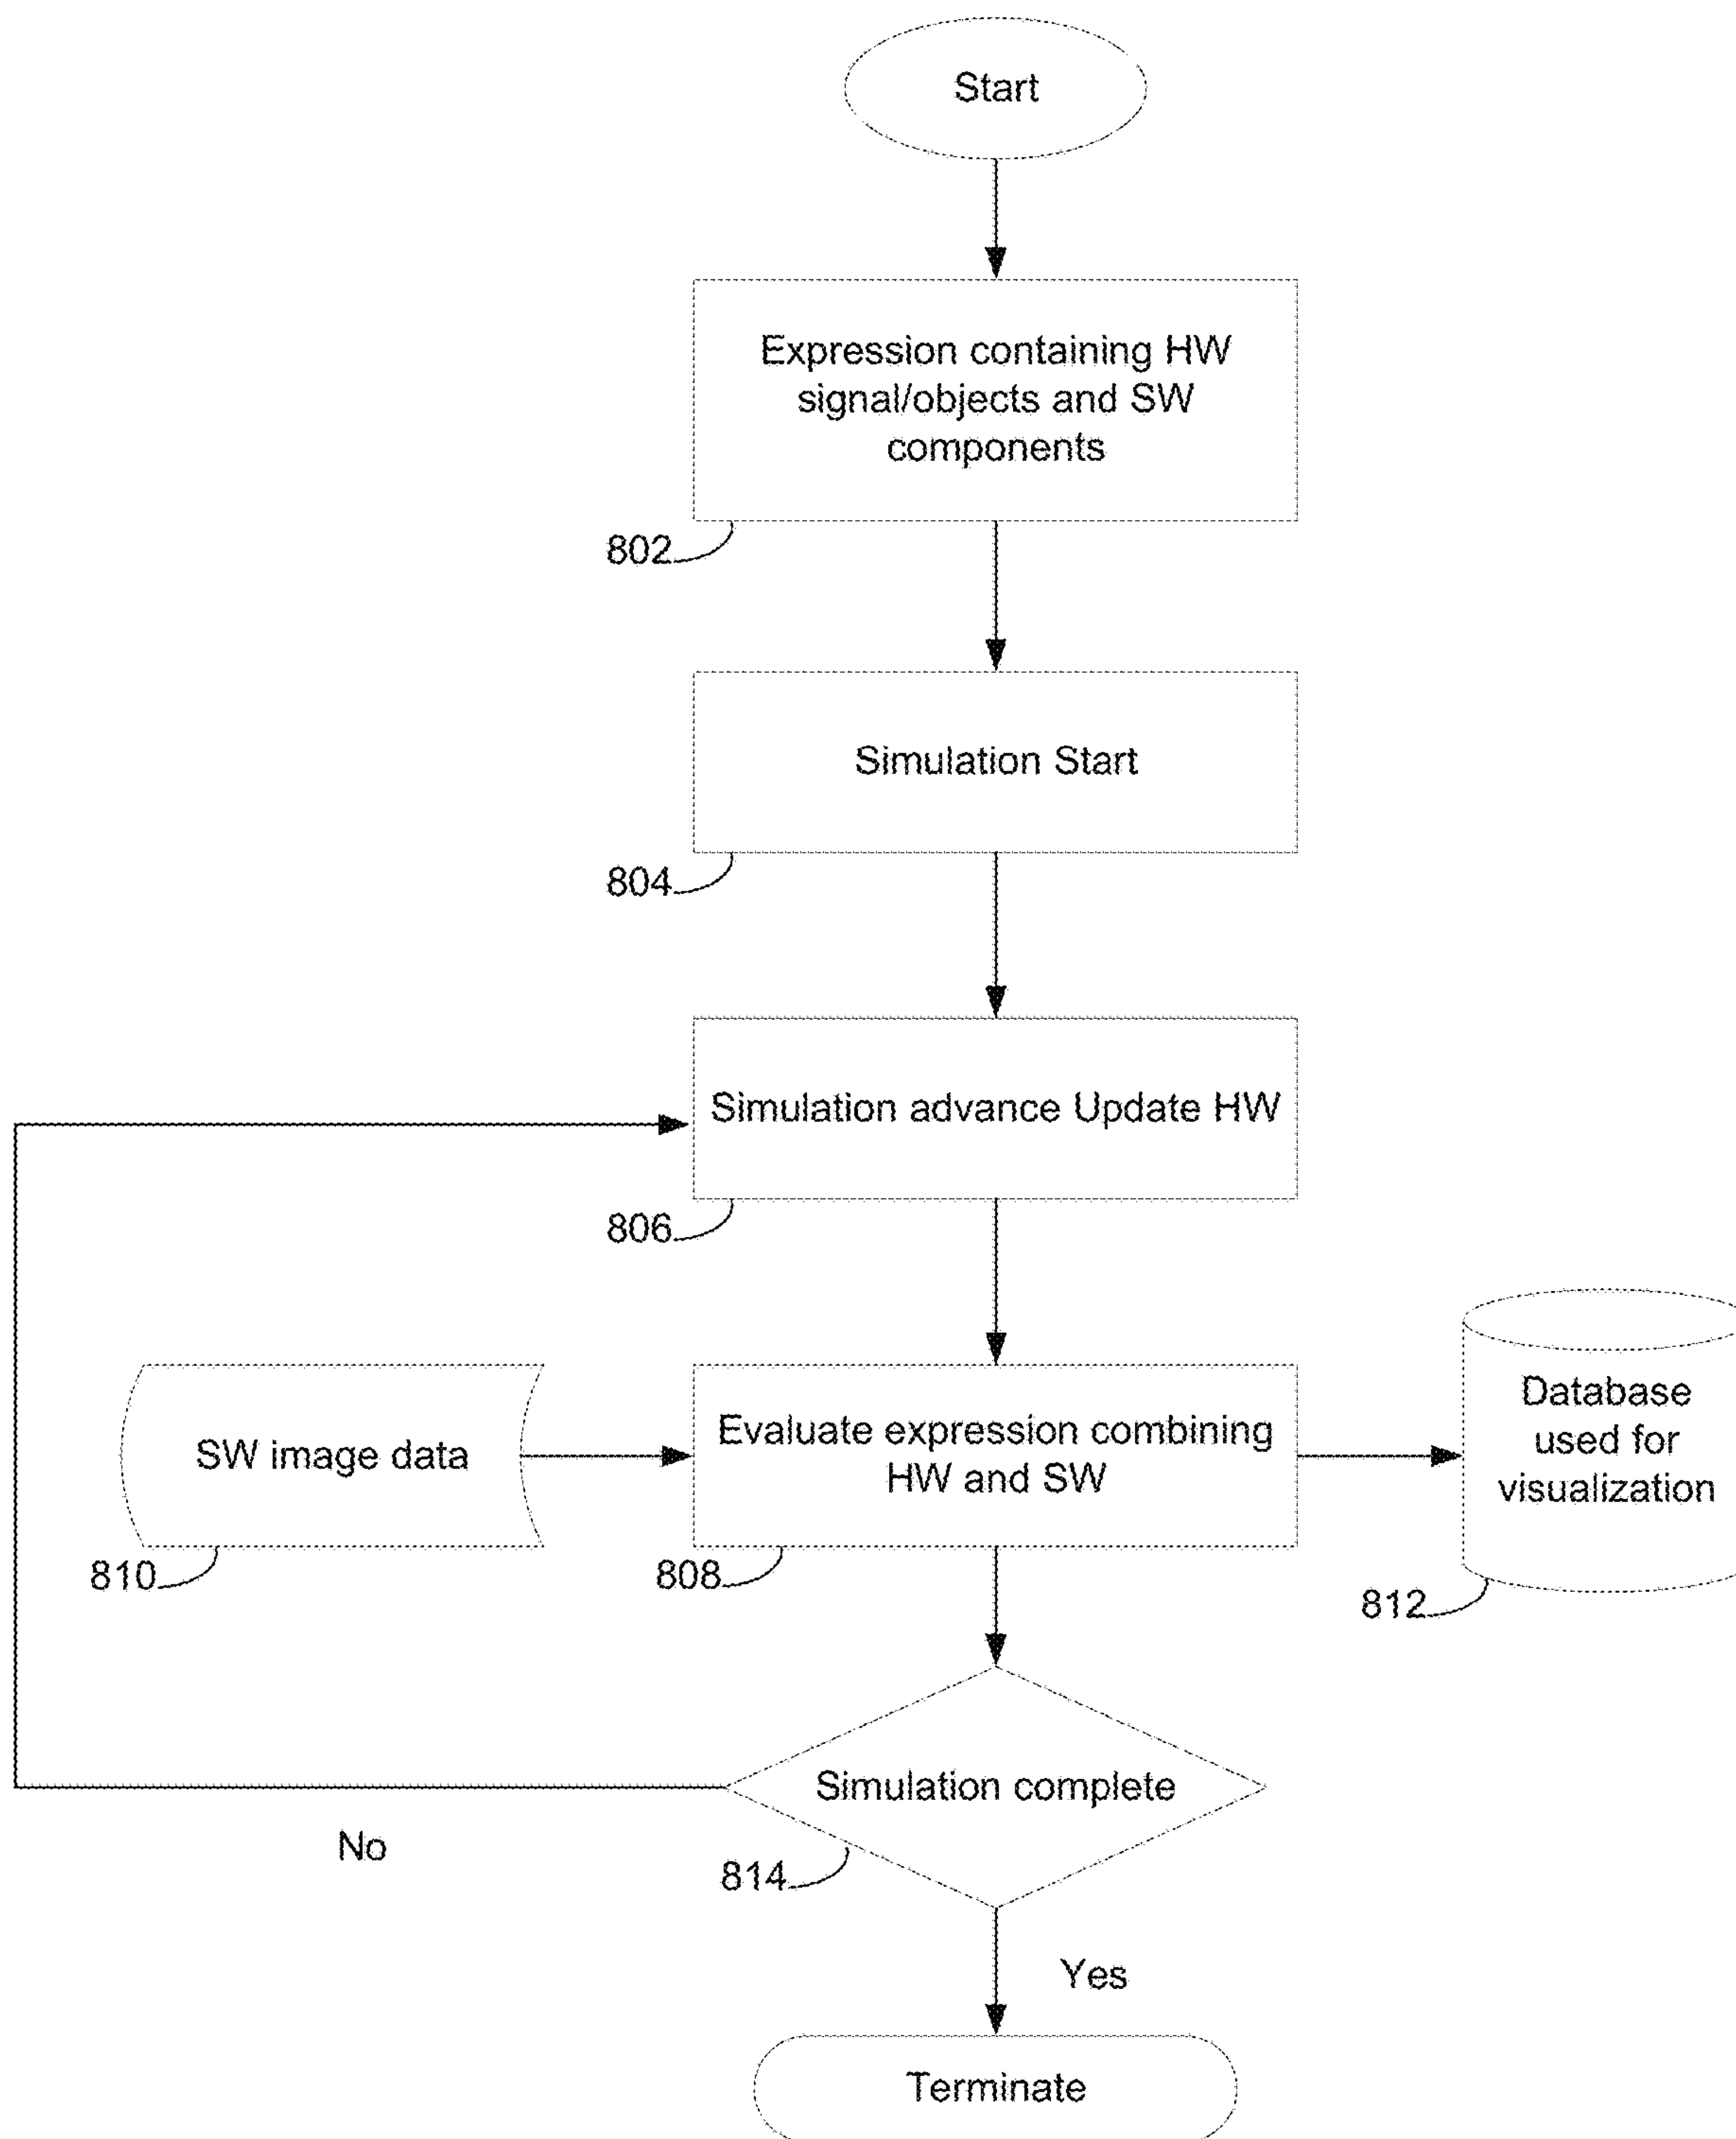 Start
Expression containing HW
signal/objects and SW
components
802
Simulation Start
804
Simulation advance Update HW
806
SW image data
810
Evaluate expression combining
HW and SW
808
Database
used for
visualization
812
Simulation complete
814
No
Yes
Terminate